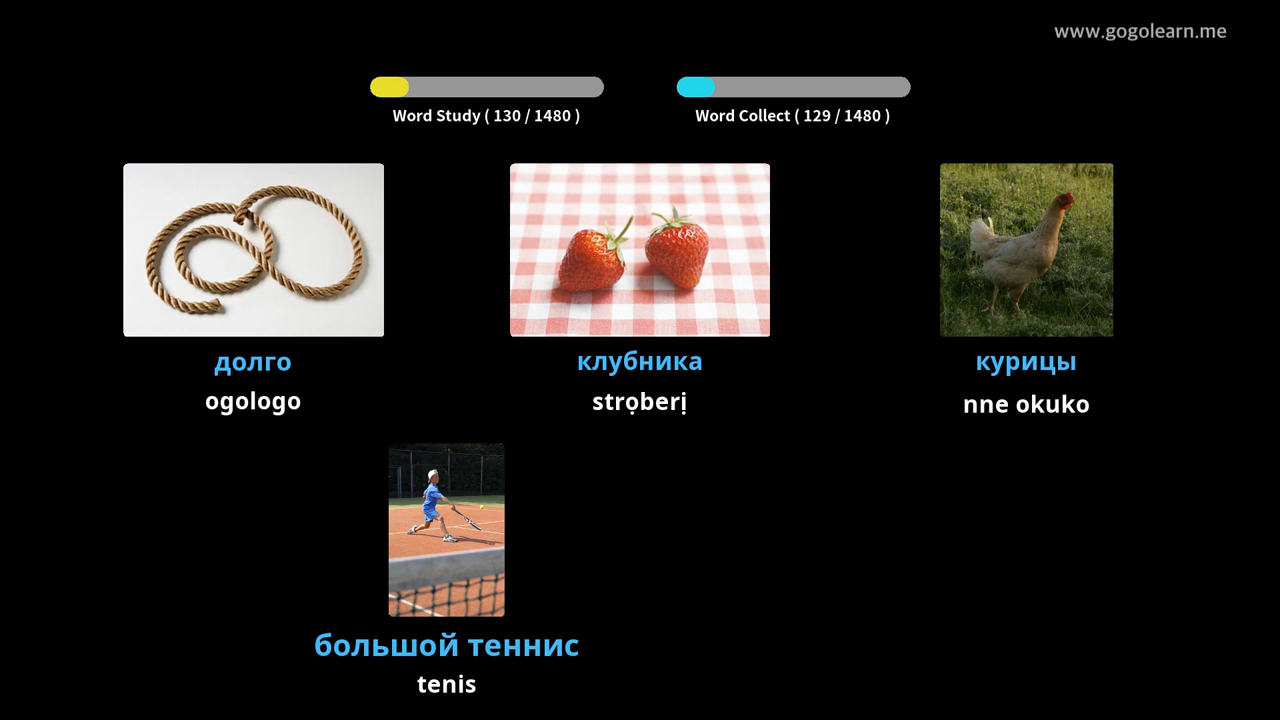 www.gogolearn.me
Word Study ( 130 / 1480 )
Word Collect ( 129 / 1480 )
долго
ogologo
клубника
strọberị
курицы
nne okuko
большой теннис
tenis